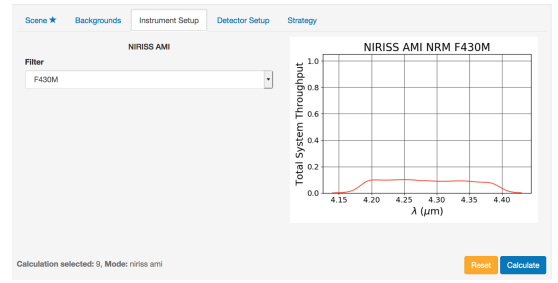 Scene ★ Backgrounds Instrument Setup Detector Setup Strategy
NIRISS AMI
Filter
F430M
NIRISS AMI NRM F430M
Total System Throughput
1.0
0.8
0.6
0.4
0.2
0.0
4.15 4.20 4.25 4.30 4.35 4.40
λ (μm)
Calculation selected: 9, Mode: niriss ami
Reset Calculate